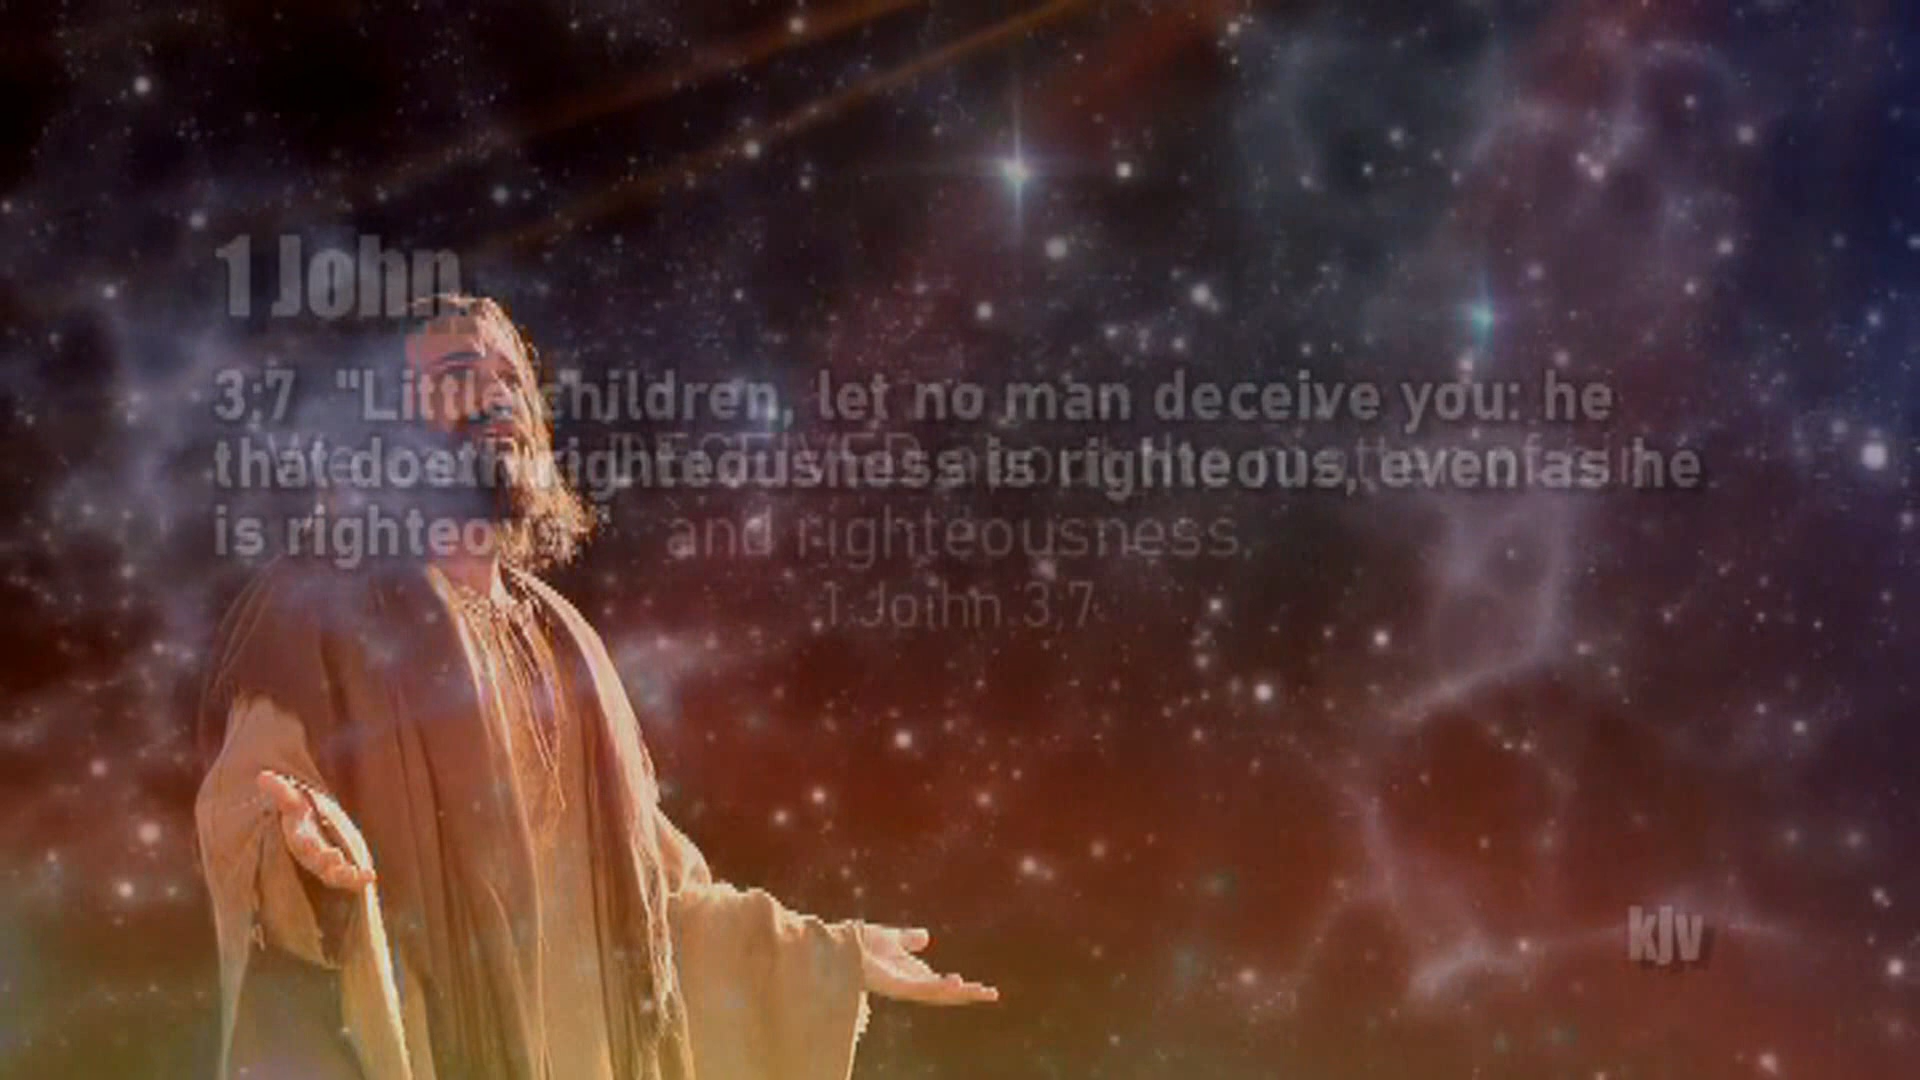 1 John
3;7 "Little children, let no man deceive you: he
that doeth righteousness is righteous, even as he
is righteous."
DECEIVED
and righteousness.
1 Joihn 3;7
kjv